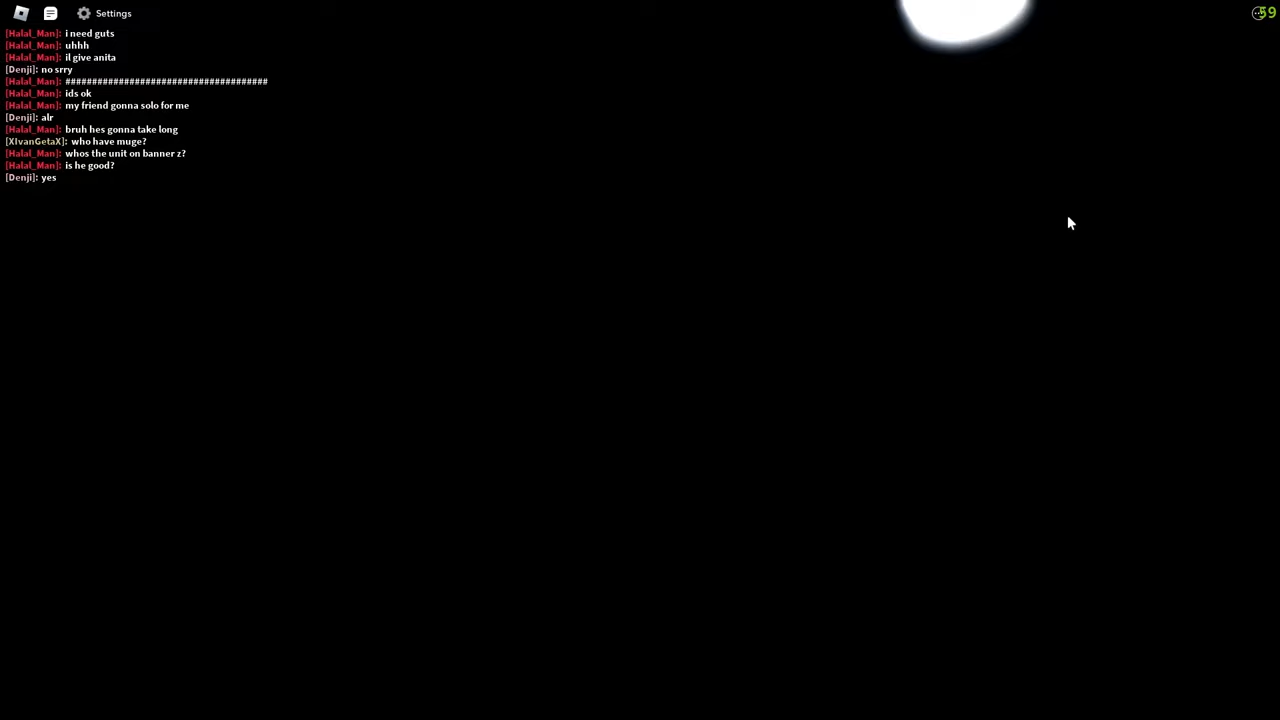 Settings
59
[Halal_Man]: i need guts
[Halal_Man]: uhhh
[Halal_Man]: il give anita
[Denji]: no srry
[Halal_Man]: ######################################
[Halal_Man]: ids ok
[Halal_Man]: my friend gonna solo for me
[Denji]: alr
[Halal_Man]: bruh hes gonna take long
[XIvanGetaX]: who have muge?
[Halal_Man]: whos the unit on banner z?
[Halal_Man]: is he good?
[Denji]: yes